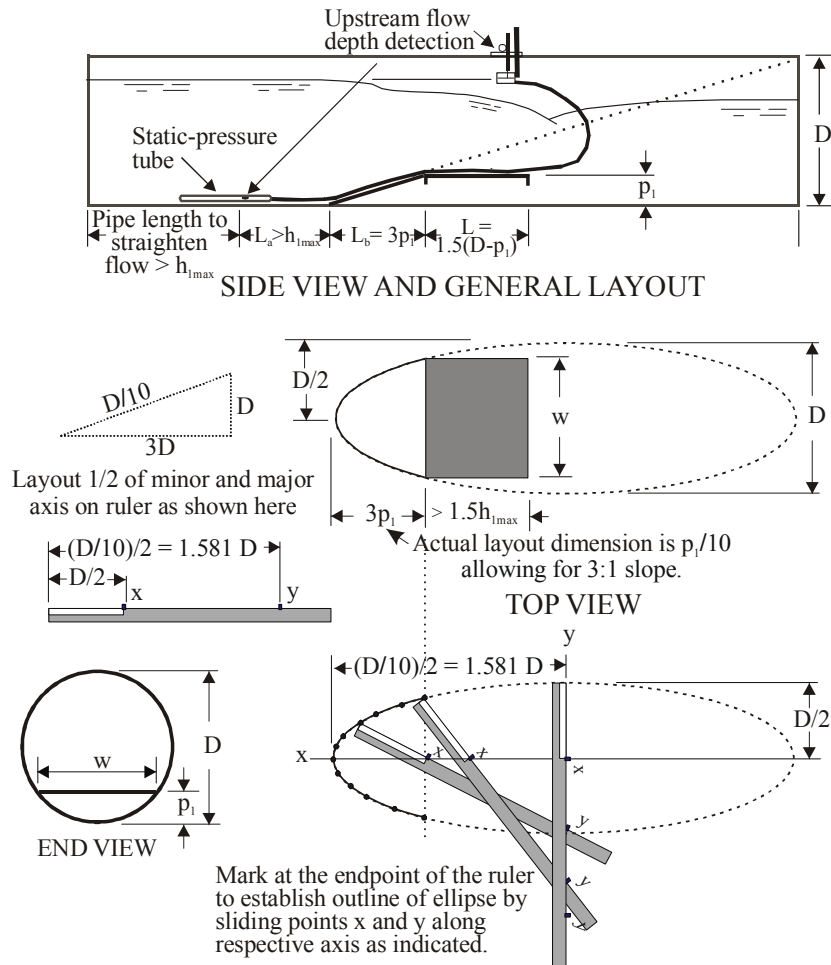 Upstream flow
depth detection
Static-pressure
tube
D
p₁
Pipe length to
straighten
flow > h₁max
Lₐ>h₁max
L_b= 3p₁
L =
1.5(D-p₁)
SIDE VIEW AND GENERAL LAYOUT
D/10
D
3D
Layout 1/2 of minor and major
axis on ruler as shown here
D/2
w
D
3p₁
> 1.5h₁max
Actual layout dimension is p₁/10
allowing for 3:1 slope.
TOP VIEW
(D/10)/2 = 1.581 D
D/2
x
y
y
(D/10)/2 = 1.581 D
D/2
x
x
x
x
y
y
y
D
w
p₁
END VIEW
Mark at the endpoint of the ruler
to establish outline of ellipse by
sliding points x and y along
respective axis as indicated.